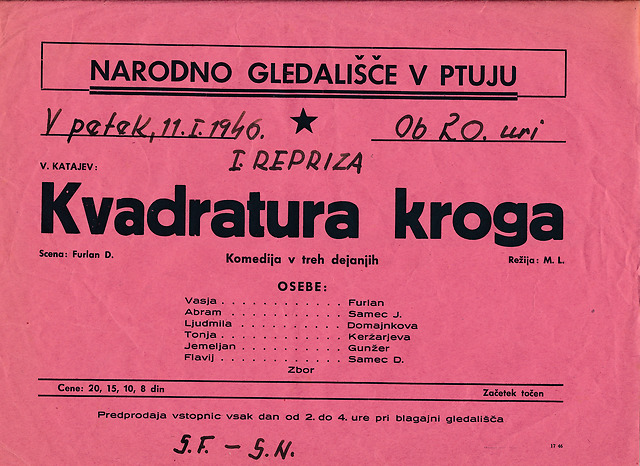 NARODNO GLEDALIŠČE V PTUJU
V petek, 11.I.1946. ★ Ob 20. uri
I. REPRIZA
V. KATAJEV:
Kvadratura kroga
Scena: Furlan D. Komedija v treh dejanjih Režija: M. L.
OSEBE:
Vasja . . . . . . . . . . . . Furlan
Abram . . . . . . . . . . . . Samec J.
Ljudmila . . . . . . . . . . Domajnkova
Tonja . . . . . . . . . . . . Keržarjeva
Jemeljan . . . . . . . . . . Gunžer
Flavij . . . . . . . . . . . . Samec D.
Zbor
Cene: 20, 15, 10, 8 din Začetek točen
Predprodaja vstopnic vsak dan od 2. do 4. ure pri blagajni gledališča
S.F. – S.N.
17 46